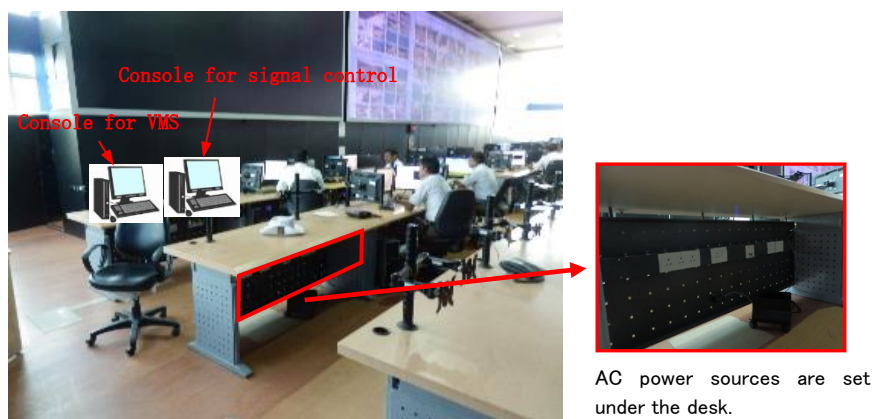 Console for signal control
Console for VMS
AC power sources are set
under the desk.